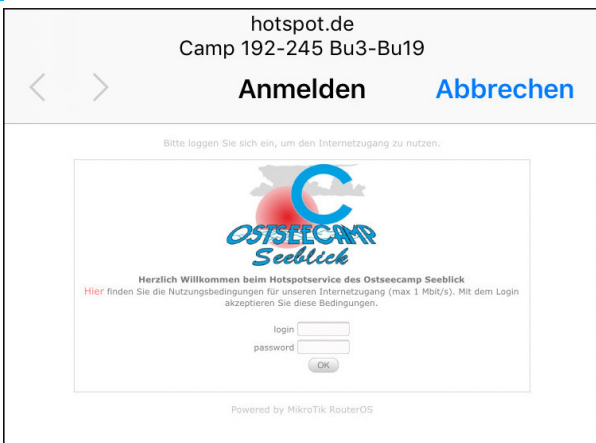 hotspot.de
Camp 192-245 Bu3-Bu19
Anmelden
Abbrechen
Bitte loggen Sie sich ein, um den Internetzugang zu nutzen.
C
OSTSEECAMP
Seeblick
Herzlich Willkommen beim Hotspotservice des Ostseecamp Seeblick
Hier finden Sie die Nutzungsbedingungen für unseren Internetzugang (max 1 Mbit/s). Mit dem Login
akzeptieren Sie diese Bedingungen.
login
password
OK
Powered by MikroTik RouterOS